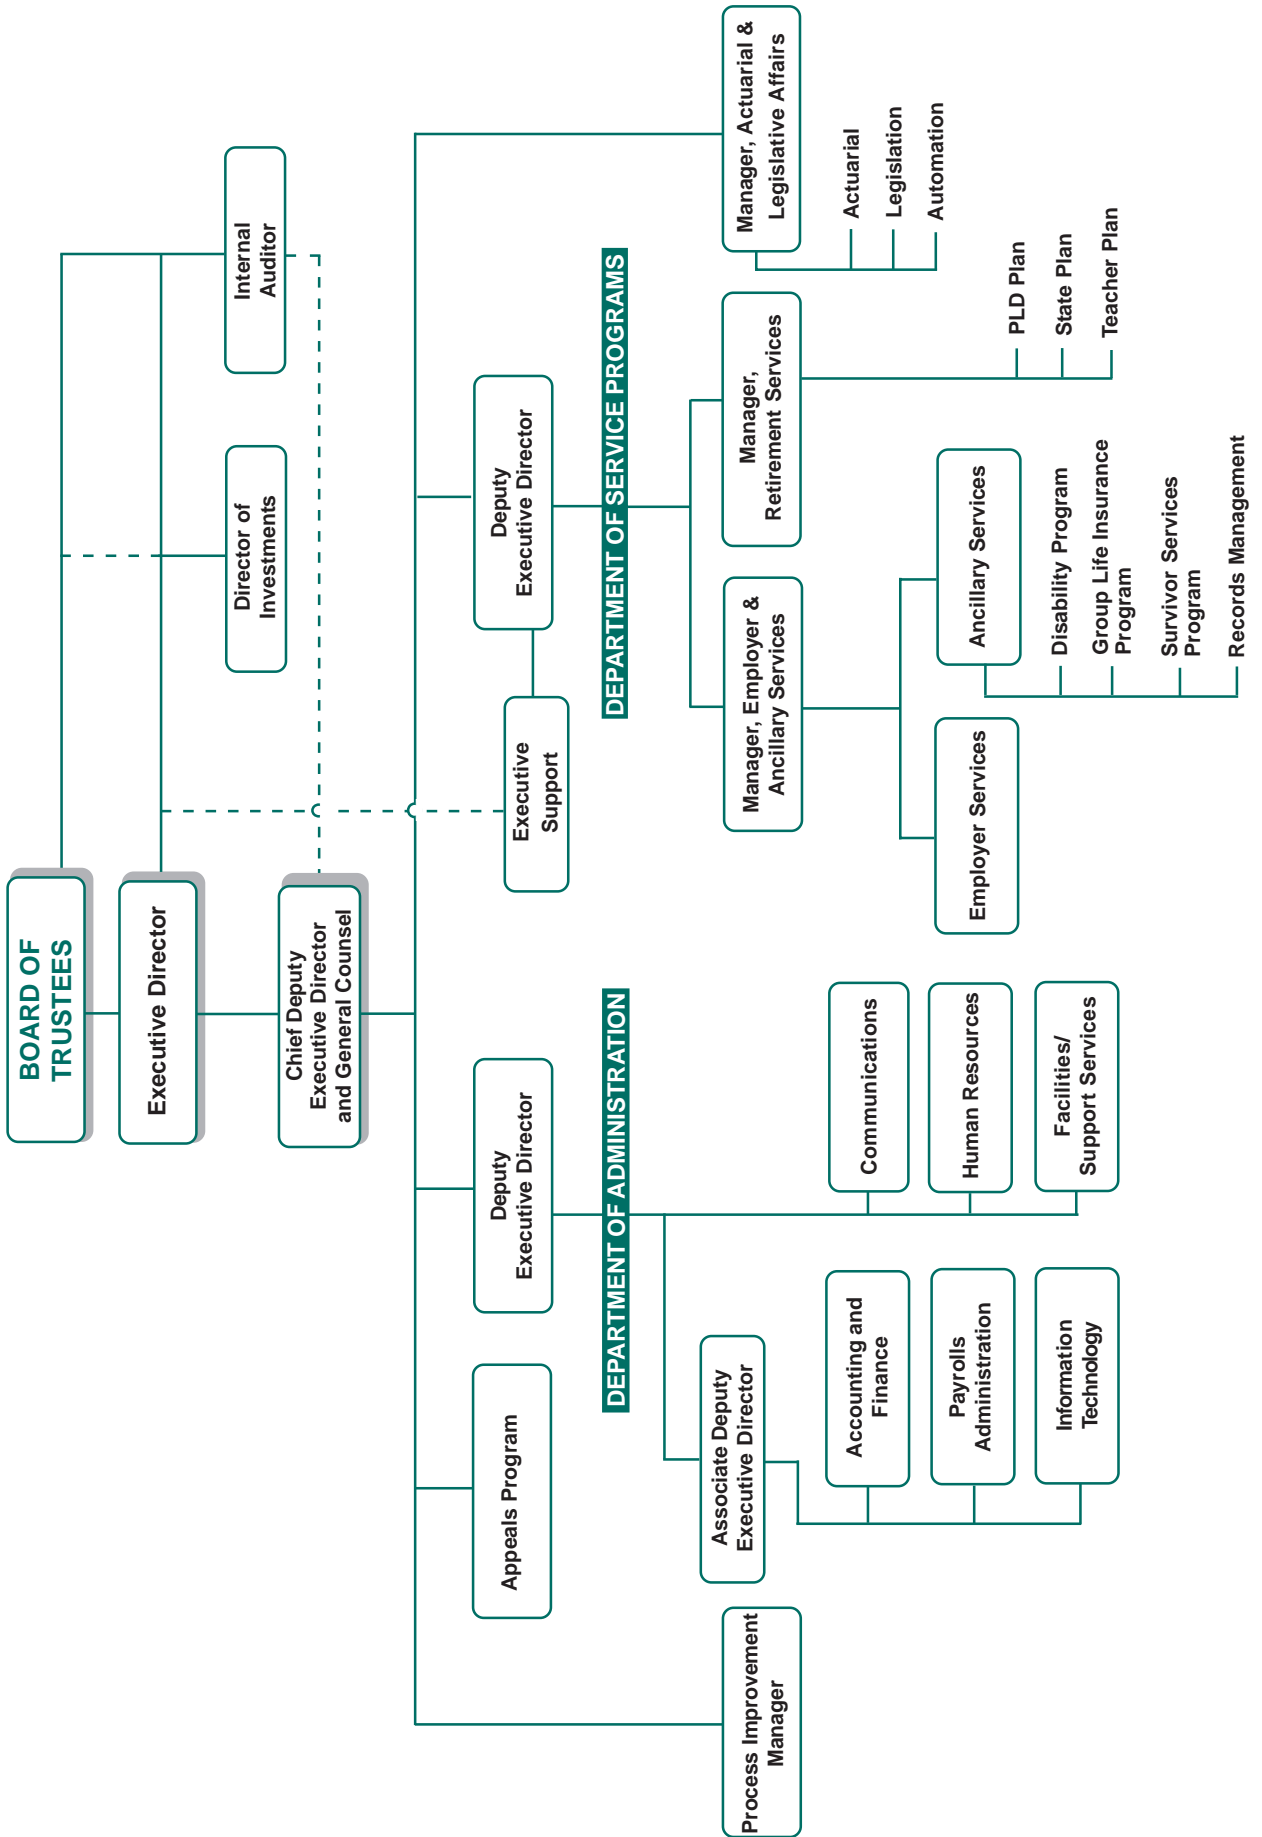 BOARD OF
TRUSTEES
Executive Director
Chief Deputy
Executive Director
and General Counsel
Director of
Investments
Internal
Auditor
Process Improvement
Manager
Appeals Program
Deputy
Executive Director
Executive
Support
Deputy
Executive Director
Manager, Actuarial &
Legislative Affairs
Actuarial
Legislation
Automation
DEPARTMENT OF ADMINISTRATION
Associate Deputy
Executive Director
Accounting and
Finance
Payrolls
Administration
Information
Technology
Communications
Human Resources
Facilities/
Support Services
DEPARTMENT OF SERVICE PROGRAMS
Manager, Employer &
Ancillary Services
Employer Services
Ancillary Services
Disability Program
Group Life Insurance
Program
Survivor Services
Program
Records Management
Manager,
Retirement Services
PLD Plan
State Plan
Teacher Plan